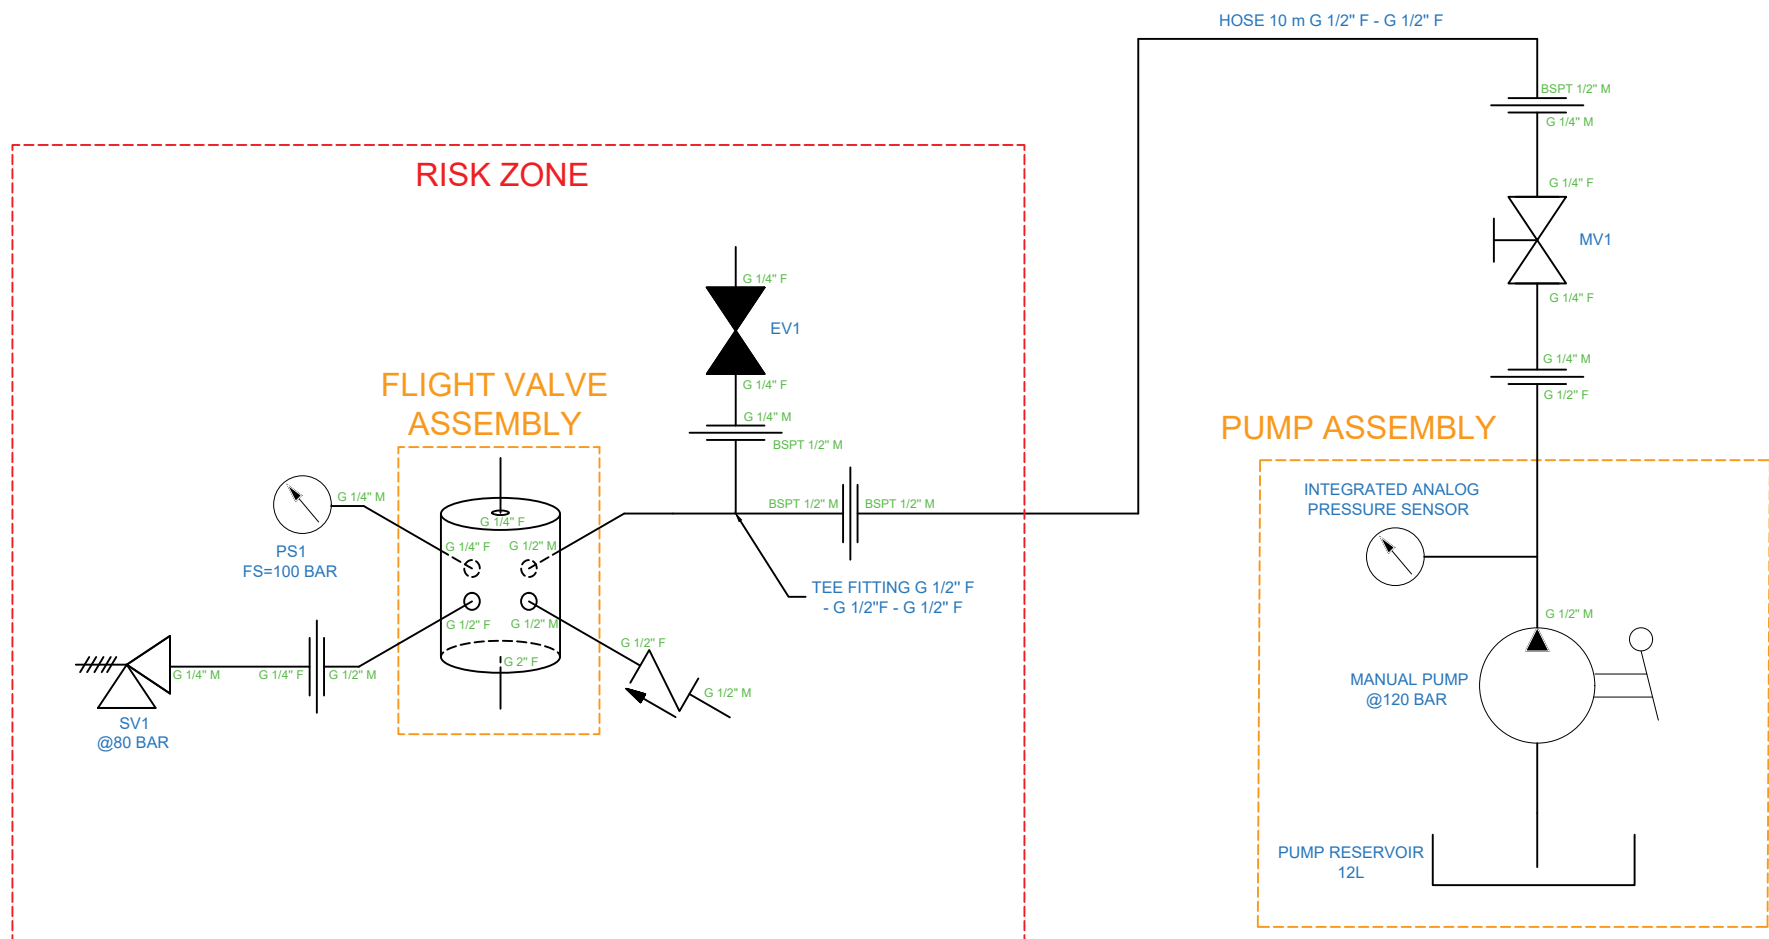 HOSE 10 m G 1/2" F - G 1/2" F
BSPT 1/2" M
G 1/4" M
RISK ZONE
G 1/4" F
MV1
G 1/4" F
G 1/4" F
EV1
G 1/4" F
G 1/4" M
G 1/2" F
FLIGHT VALVE
ASSEMBLY
G 1/4" M
BSPT 1/2" M
PUMP ASSEMBLY
G 1/4" M
PS1
FS=100 BAR
G 1/4" F
G 1/4" F
G 1/2" M
BSPT 1/2" M
BSPT 1/2" M
INTEGRATED ANALOG
PRESSURE SENSOR
TEE FITTING G 1/2" F
- G 1/2"F - G 1/2" F
G 1/2" F
G 1/2" M
G 1/2" F
G 1/2" M
G 1/4" M
G 1/4" F
G 1/2" M
G 2" F
G 1/2" M
SV1
@80 BAR
MANUAL PUMP
@120 BAR
PUMP RESERVOIR
12L